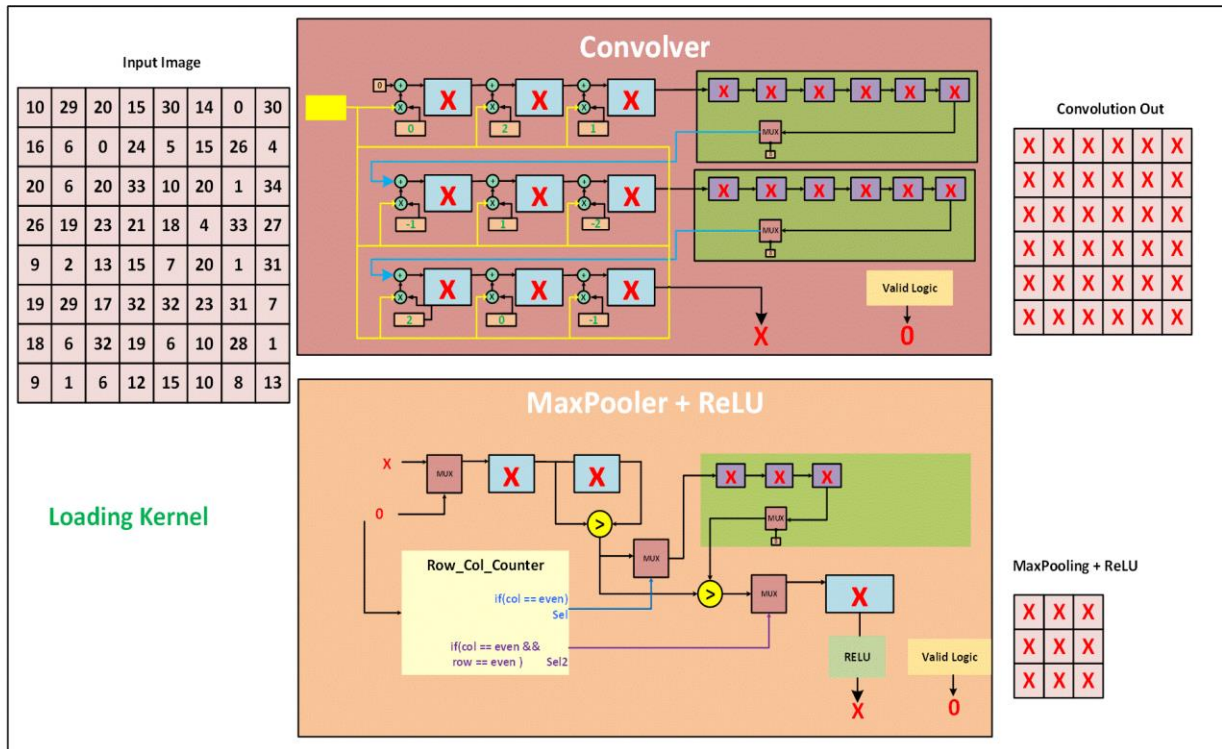 Convolver
Input Image
10 29 20 15 30 14 0 30
16 6 0 24 5 15 26 4
20 6 20 33 10 20 1 34
26 19 23 21 18 4 33 27
9 2 13 15 7 20 1 31
19 29 17 32 32 23 31 7
18 6 32 19 6 10 28 1
9 1 6 12 15 10 8 13
Loading Kernel
0 + X + X + X X X X X X X
X X X
0 2 1
MUX
+ X + X + X X X X X X X
X X X
-1 1 -2
MUX
+ X + X + X
X X X
2 0 -1
Valid Logic
X 0
Convolution Out
X X X X X X
X X X X X X
X X X X X X
X X X X X X
X X X X X X
X X X X X X
MaxPooler + ReLU
X
0
MUX
X X
>
MUX
X X X
MUX
Row_Col_Counter
if(col == even)
Sel
if(col == even &&
row == even ) Sel2
>
MUX
X
RELU
X
Valid Logic
0
MaxPooling + ReLU
X X X
X X X
X X X